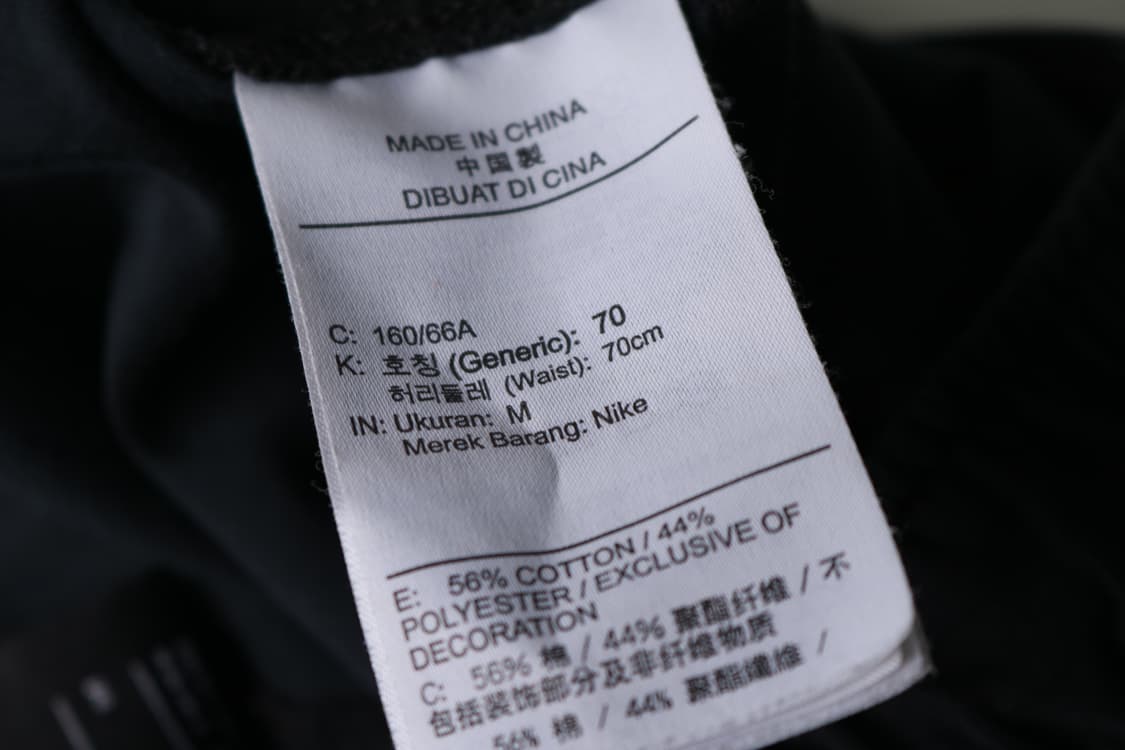 MADE IN CHINA
中国製
DIBUAT DI CINA
C: 160/66A
K: 호칭 (Generic): 70
허리둘레 (Waist): 70cm
IN: Ukuran: M
Merek Barang: Nike
E: 56% COTTON / 44%
POLYESTER / EXCLUSIVE OF
DECORATION
C: 56% 棉 / 44% 聚酯纤维 / 不
包括装饰部分及非纤维物质
56% 棉 / 44% 聚酯纖維 /